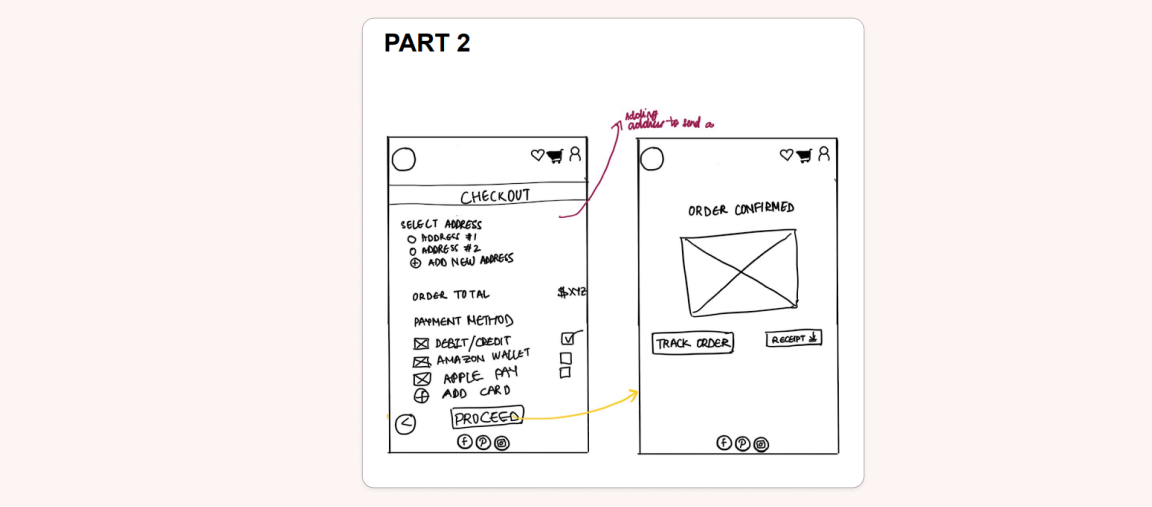 PART 2
Adding
address to send a
CHECKOUT
SELECT ADDRESS
ADDRESS #1
ADDRESS #2
ADD NEW ADDRESS
ORDER TOTAL $XYZ
PAYMENT METHOD
DEBIT/CREDIT
AMAZON WALLET
APPLE PAY
ADD CARD
<
PROCEED
f P
ORDER CONFIRMED
TRACK ORDER
RECEIPT
f P